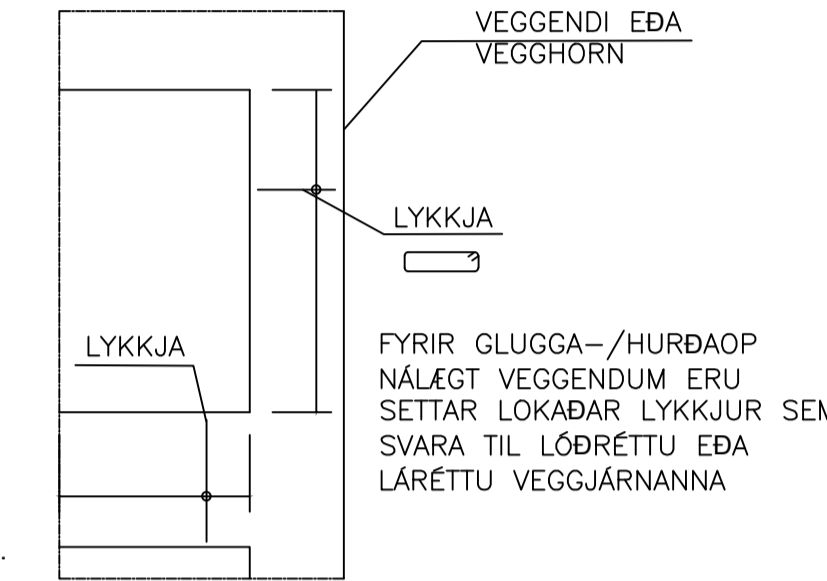 VEGGENDI EÐA
VEGGHORN
LYKKJA
LYKKJA
FYRIR GLUGGA-/HURÐAOP
NÁLÆGT VEGGENDUM ERU
SETTAR LOKAÐAR LYKKJUR
SVARA TIL LÓÐRÉTTU EÐA
LÁRÉTTU VEGGJÁRNANNA